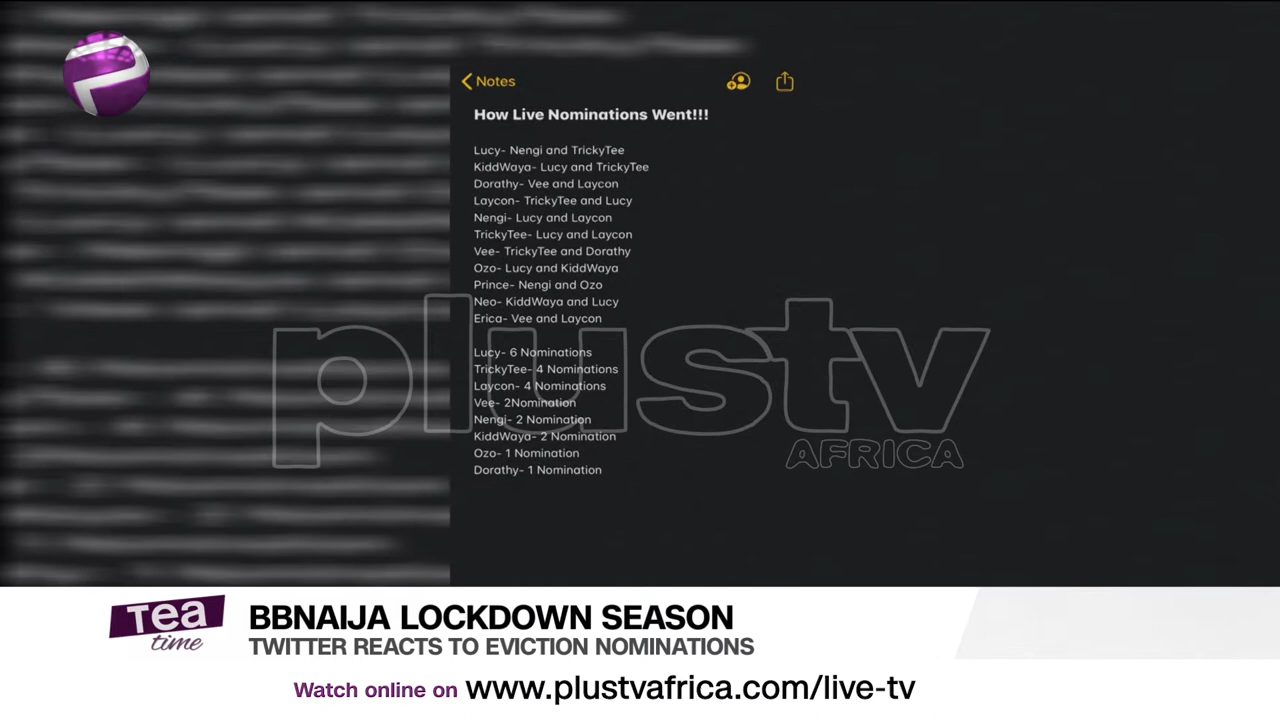 Notes
How Live Nominations Went!!!
Lucy- Nengi and TrickyTee
KiddWaya- Lucy and TrickyTee
Dorathy- Vee and Laycon
Laycon- TrickyTee and Lucy
Nengi- Lucy and Laycon
TrickyTee- Lucy and Laycon
Vee- TrickyTee and Dorathy
Ozo- Lucy and KiddWaya
Prince- Nengi and Ozo
Neo- KiddWaya and Lucy
Erica- Vee and Laycon
Lucy- 6 Nominations
TrickyTee- 4 Nominations
Laycon- 4 Nominations
Vee- 2Nomination
Nengi- 2 Nomination
KiddWaya- 2 Nomination
Ozo- 1 Nomination
Dorathy- 1 Nomination
plustv
AFRICA
Tea
time
BBNAIJA LOCKDOWN SEASON
TWITTER REACTS TO EVICTION NOMINATIONS
Watch online on www.plustvafrica.com/live-tv